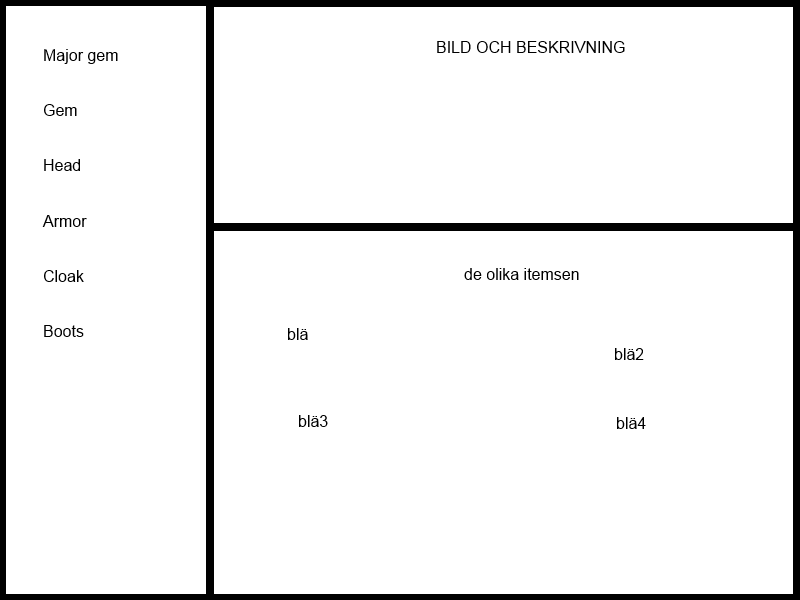 Major gem
Gem
Head
Armor
Cloak
Boots
BILD OCH BESKRIVNING
de olika itemsen
blä
blä2
blä3
blä4